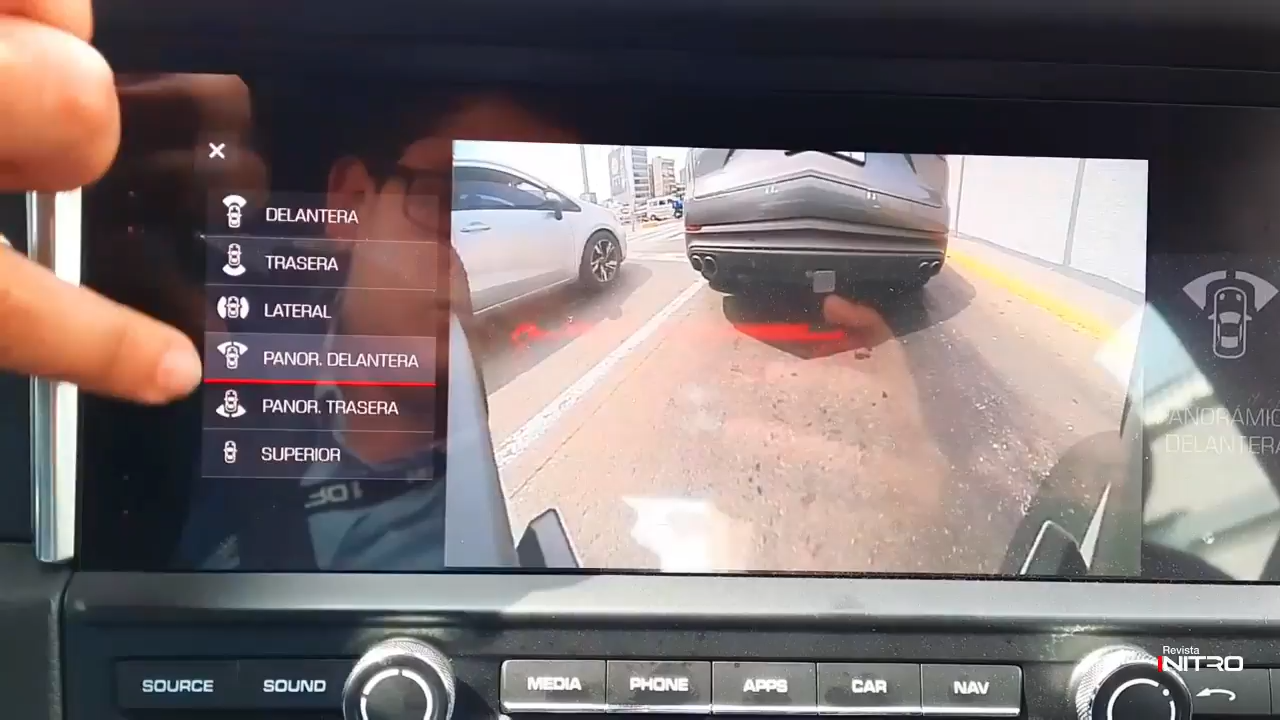 DELANTERA
TRASERA
LATERAL
PANOR. DELANTERA
PANOR. TRASERA
SUPERIOR
PANORÁMIC
DELANTERA
SOURCE
SOUND
MEDIA
PHONE
APPS
CAR
NAV
Revista
NITRO